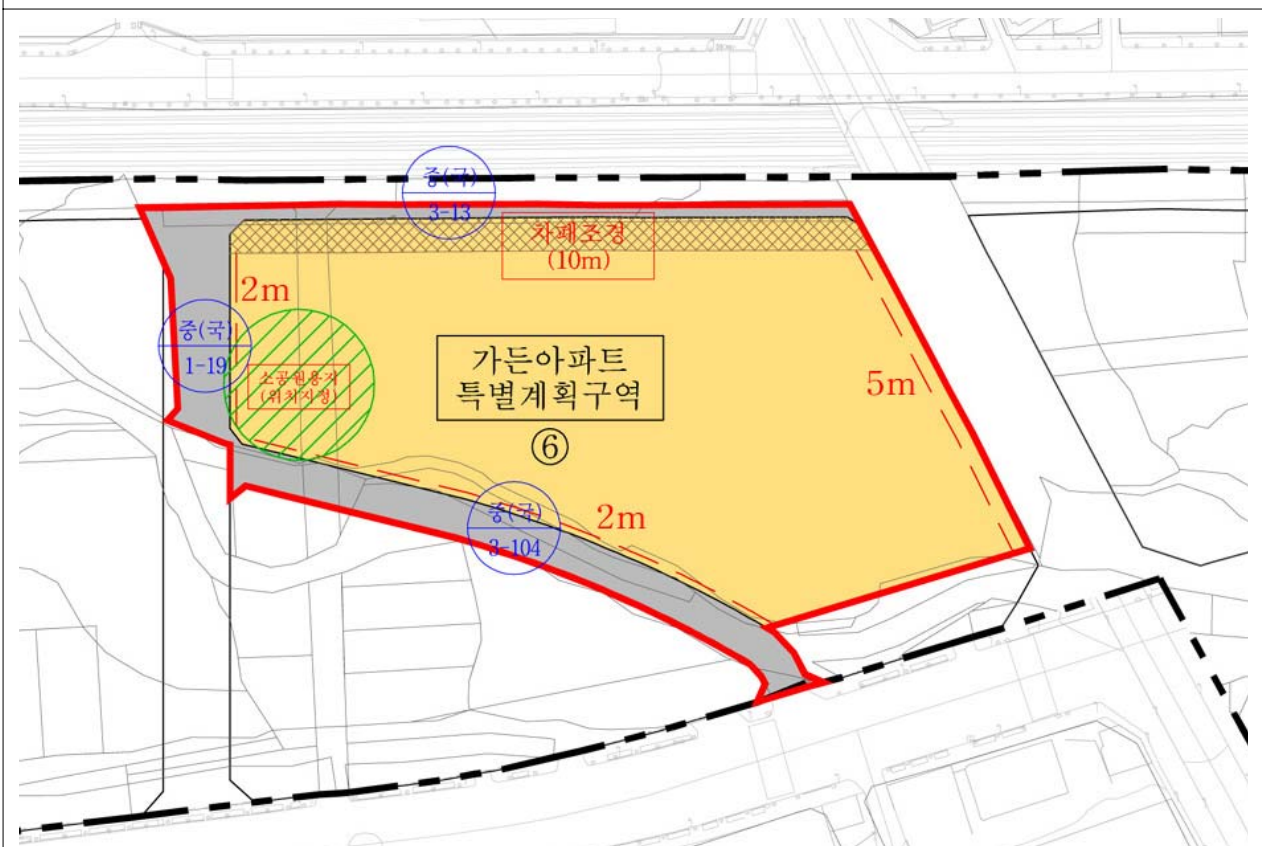 중(국)
3-13
차폐조경
(10m)
2m
중(국)
1-19
소공원용지
(위치지정)
가든아파트
특별계획구역
⑥
5m
중(국)
3-104
2m